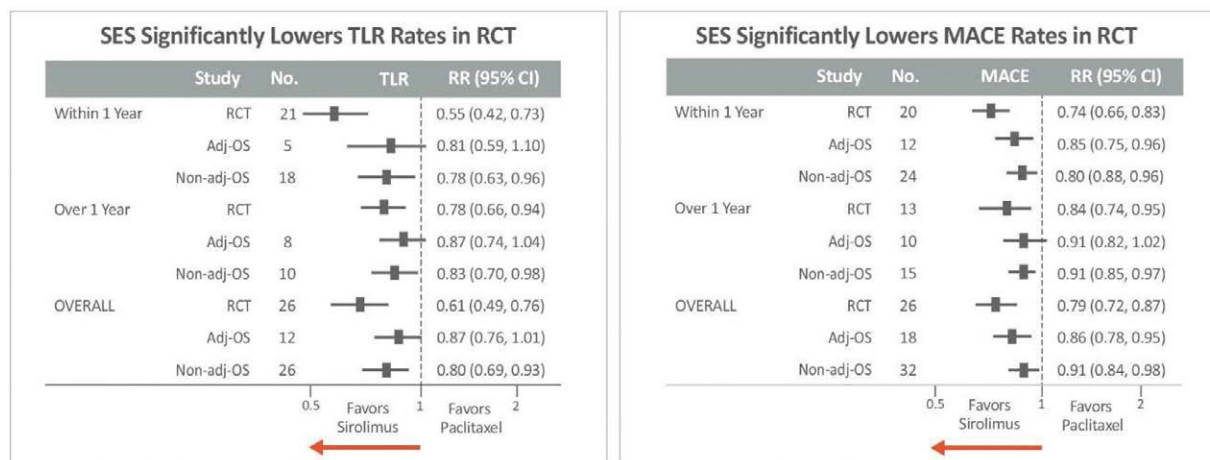 SES Significantly Lowers TLR Rates in RCT
Study No. TLR RR (95% CI)
Within 1 Year RCT 21 0.55 (0.42, 0.73)
Adj-OS 5 0.81 (0.59, 1.10)
Non-adj-OS 18 0.78 (0.63, 0.96)
Over 1 Year RCT 0.78 (0.66, 0.94)
Adj-OS 8 0.87 (0.74, 1.04)
Non-adj-OS 10 0.83 (0.70, 0.98)
OVERALL RCT 26 0.61 (0.49, 0.76)
Adj-OS 12 0.87 (0.76, 1.01)
Non-adj-OS 26 0.80 (0.69, 0.93)
0.5 Favors 1 Favors 2
Sirolimus Paclitaxel
SES Significantly Lowers MACE Rates in RCT
Study No. MACE RR (95% CI)
Within 1 Year RCT 20 0.74 (0.66, 0.83)
Adj-OS 12 0.85 (0.75, 0.96)
Non-adj-OS 24 0.80 (0.88, 0.96)
Over 1 Year RCT 13 0.84 (0.74, 0.95)
Adj-OS 10 0.91 (0.82, 1.02)
Non-adj-OS 15 0.91 (0.85, 0.97)
OVERALL RCT 26 0.79 (0.72, 0.87)
Adj-OS 18 0.86 (0.78, 0.95)
Non-adj-OS 32 0.91 (0.84, 0.98)
0.5 Favors 1 Favors 2
Sirolimus Paclitaxel